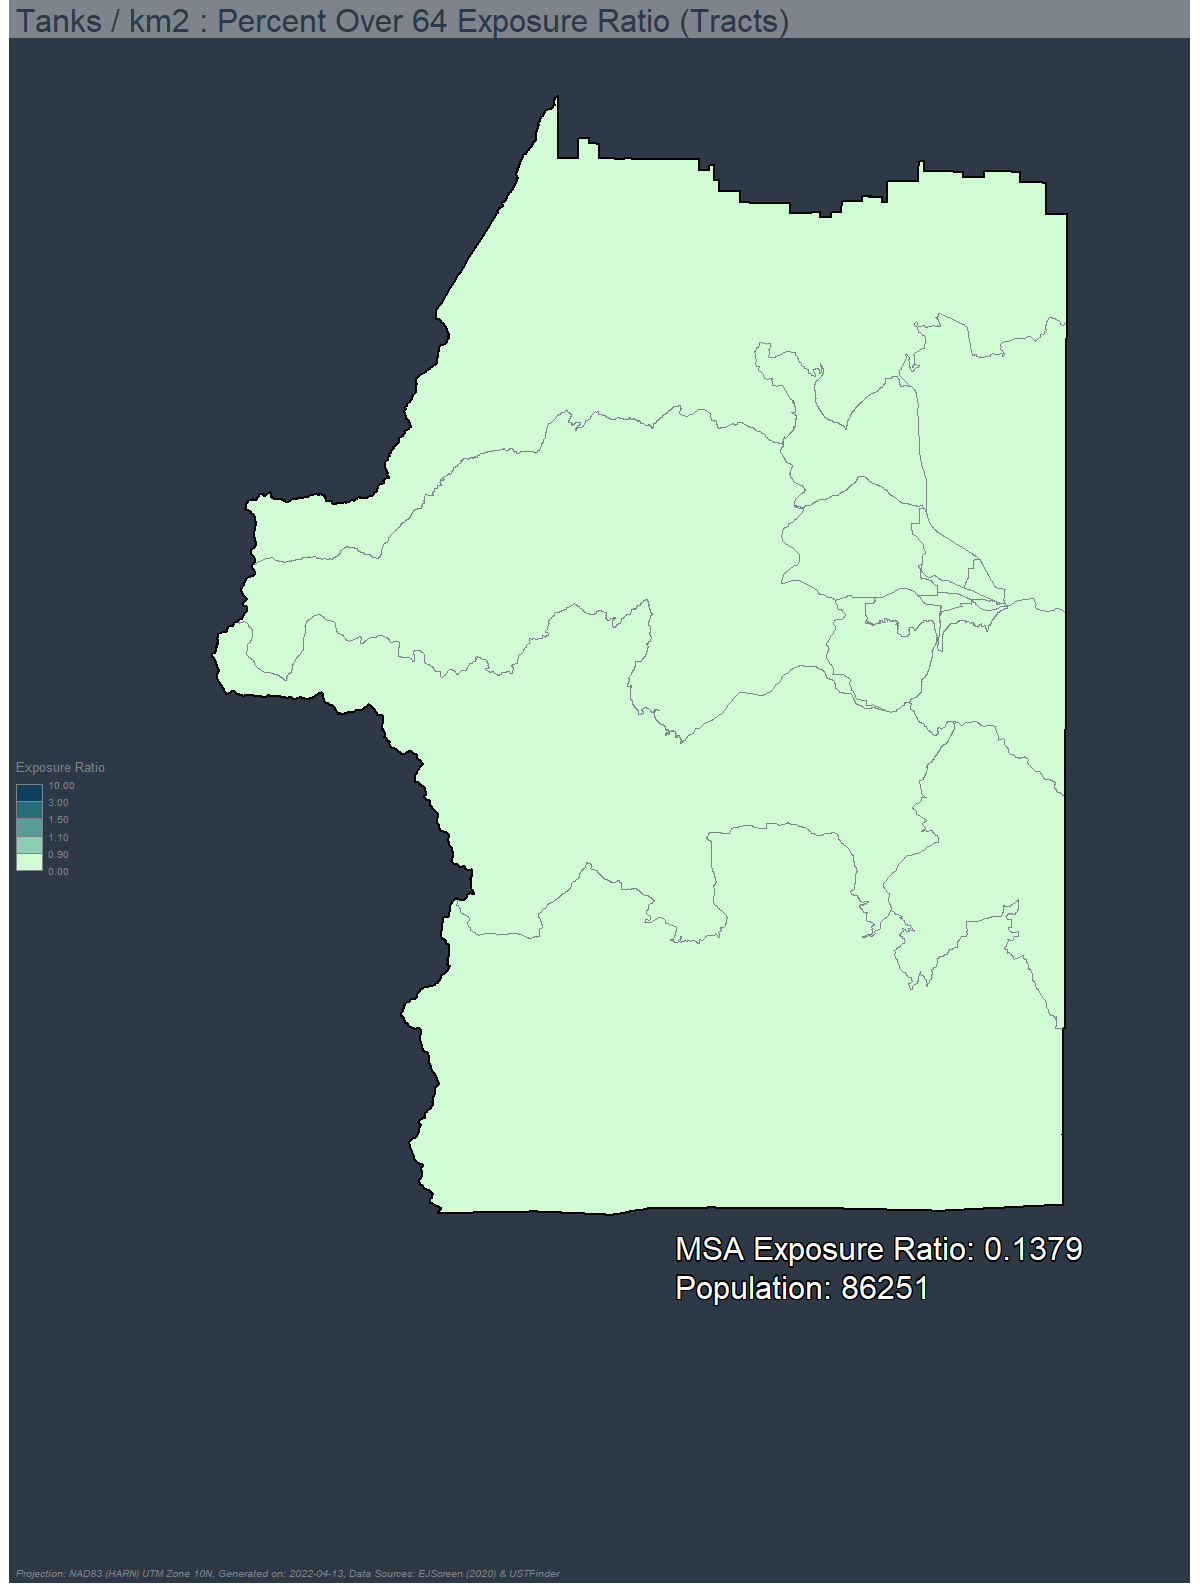 Tanks / km2 : Percent Over 64 Exposure Ratio (Tracts)
Exposure Ratio
10.00
3.00
1.50
1.10
0.90
0.00
MSA Exposure Ratio: 0.1379
Population: 86251
Projection: NAD83 (HARN) UTM Zone 10N, Generated on: 2022-04-13, Data Sources: EJScreen (2020) & USTFinder